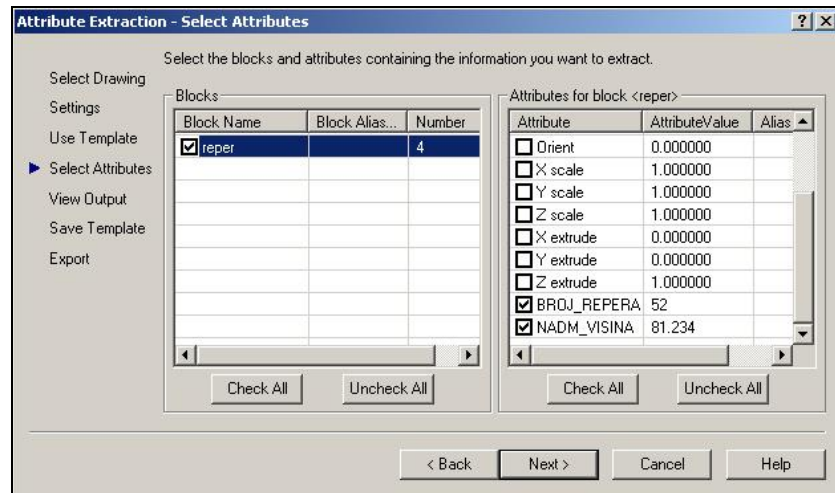 Attribute Extraction - Select Attributes
Select the blocks and attributes containing the information you want to extract.
Select Drawing
Settings
Use Template
Select Attributes
View Output
Save Template
Export
Blocks
Block Name Block Alias... Number
reper 4
Check All Uncheck All
Attributes for block <reper>
Attribute AttributeValue Alias
Orient 0.000000
X scale 1.000000
Y scale 1.000000
Z scale 1.000000
X extrude 0.000000
Y extrude 0.000000
Z extrude 1.000000
BROJ_REPERA 52
NADM_VISINA 81.234
Check All Uncheck All
< Back Next > Cancel Help